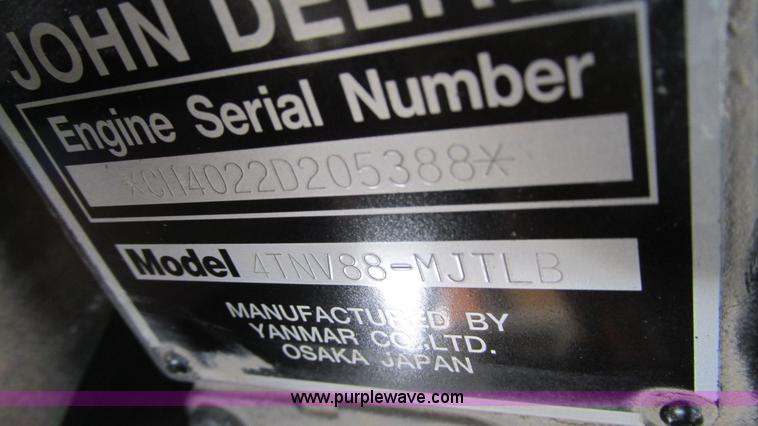 JOHN DEERE
Engine Serial Number
*CH4022D205388*
Model 4TNV88-MJTLB
MANUFACTURED BY
YANMAR CO.,LTD.
OSAKA JAPAN
www.purplewave.com